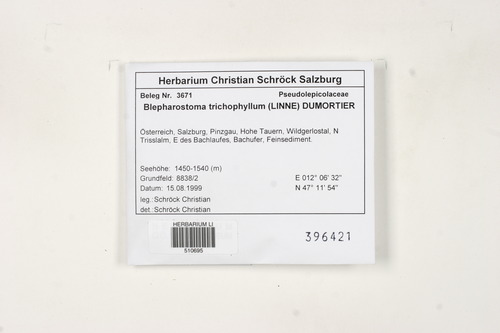 Herbarium Christian Schröck Salzburg
Beleg Nr. 3671 Pseudolepicolaceae
Blepharostoma trichophyllum (LINNE) DUMORTIER
Österreich, Salzburg, Pinzgau, Hohe Tauern, Wildgerlostal, N
Trisslalm, E des Bachlaufes, Bachufer, Feinsediment.
Seehöhe: 1450-1540 (m)
Grundfeld: 8838/2 E 012° 06' 32"
Datum: 15.08.1999 N 47° 11' 54"
leg.:Schröck Christian
det.:Schröck Christian
HERBARIUM LI
510695
396421